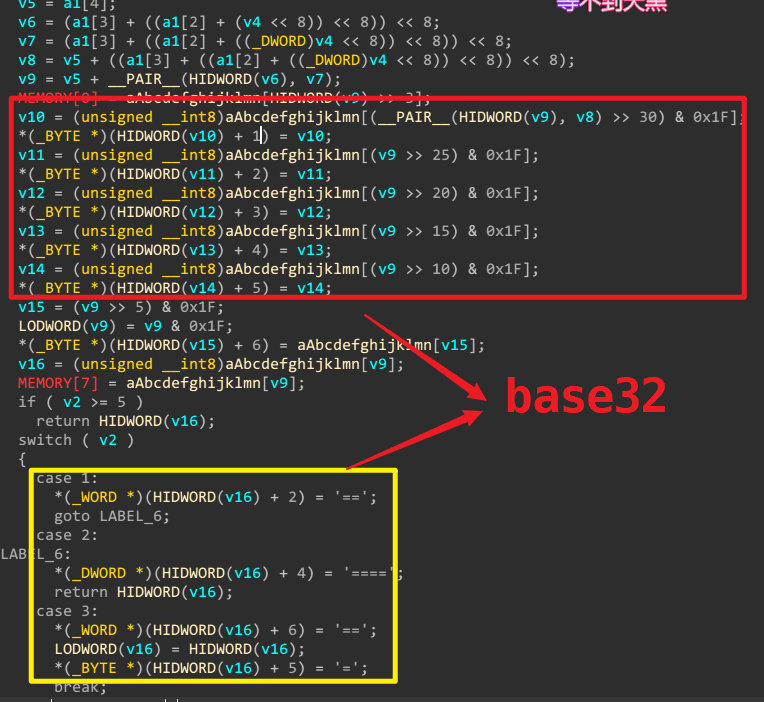 等不到天黑
v5 = a1[4];
v6 = (a1[3] + ((a1[2] + (v4 << 8)) << 8)) << 8;
v7 = (a1[3] + ((a1[2] + ((_DWORD)v4 << 8)) << 8)) << 8;
v8 = v5 + ((a1[3] + ((a1[2] + ((_DWORD)v4 << 8)) << 8)) << 8);
v9 = v5 + __PAIR__(HIDWORD(v6), v7);
MEMORY[0] = aAbcdefghijklmn[HIDWORD(v9) >> 3];
v10 = (unsigned __int8)aAbcdefghijklmn[(__PAIR__(HIDWORD(v9), v8) >> 30) & 0x1F];
*(_BYTE *)(HIDWORD(v10) + 1) = v10;
v11 = (unsigned __int8)aAbcdefghijklmn[(v9 >> 25) & 0x1F];
*(_BYTE *)(HIDWORD(v11) + 2) = v11;
v12 = (unsigned __int8)aAbcdefghijklmn[(v9 >> 20) & 0x1F];
*(_BYTE *)(HIDWORD(v12) + 3) = v12;
v13 = (unsigned __int8)aAbcdefghijklmn[(v9 >> 15) & 0x1F];
*(_BYTE *)(HIDWORD(v13) + 4) = v13;
v14 = (unsigned __int8)aAbcdefghijklmn[(v9 >> 10) & 0x1F];
*(_BYTE *)(HIDWORD(v14) + 5) = v14;
v15 = (v9 >> 5) & 0x1F;
LODWORD(v9) = v9 & 0x1F;
*(_BYTE *)(HIDWORD(v15) + 6) = aAbcdefghijklmn[v15];
v16 = (unsigned __int8)aAbcdefghijklmn[v9];
MEMORY[7] = aAbcdefghijklmn[v9];
base32
if ( v2 >= 5 )
return HIDWORD(v16);
switch ( v2 )
{
case 1:
*(_WORD *)(HIDWORD(v16) + 2) = '==';
goto LABEL_6;
case 2:
LABEL_6:
*(_DWORD *)(HIDWORD(v16) + 4) = '====';
return HIDWORD(v16);
case 3:
*(_WORD *)(HIDWORD(v16) + 6) = '==';
LODWORD(v16) = HIDWORD(v16);
*(_BYTE *)(HIDWORD(v16) + 5) = '=';
break;